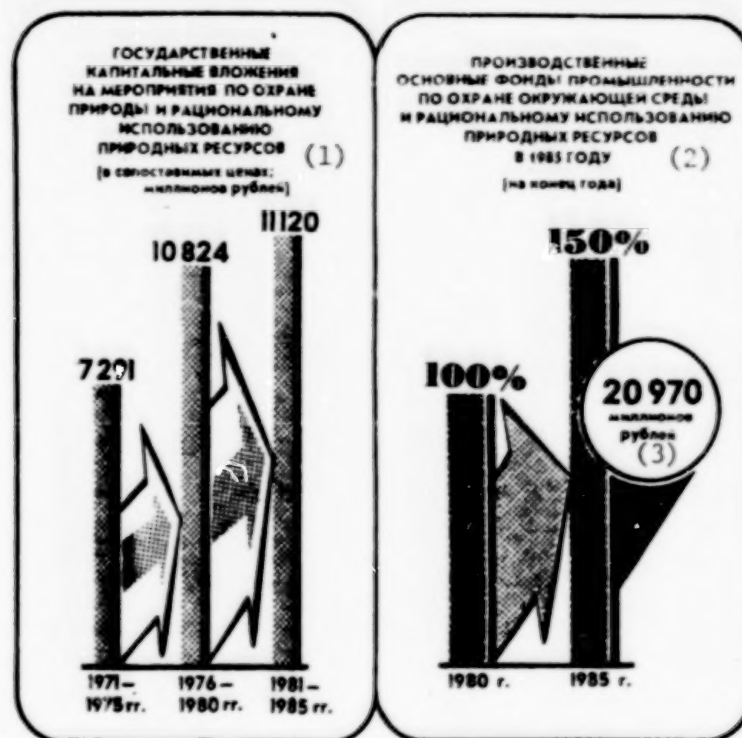 ГОСУДАРСТВЕННЫЕ
КАПИТАЛЬНЫЕ ВЛОЖЕНИЯ
НА МЕРОПРИЯТИЯ ПО ОХРАНЕ
ПРИРОДЫ И РАЦИОНАЛЬНОМУ
ИСПОЛЬЗОВАНИЮ
ПРИРОДНЫХ РЕСУРСОВ (1)
(в сопоставимых ценах;
миллионов рублей)
7291
10 824
11120
1971–
1975 гг.
1976–
1980 гг.
1981–
1985 гг.
ПРОИЗВОДСТВЕННЫЕ
ОСНОВНЫЕ ФОНДЫ ПРОМЫШЛЕННОСТИ
ПО ОХРАНЕ ОКРУЖАЮЩЕЙ СРЕДЫ
И РАЦИОНАЛЬНОМУ ИСПОЛЬЗОВАНИЮ
ПРИРОДНЫХ РЕСУРСОВ
В 1985 ГОДУ (2)
(на конец года)
100%
150%
20 970
миллионов
рублей
(3)
1980 г.
1985 г.